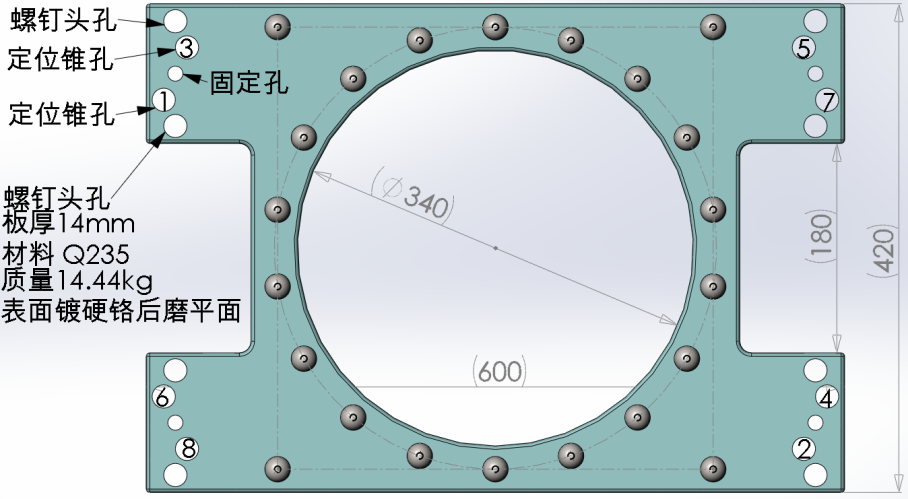 螺钉头孔
3
5
定位锥孔
固定孔
1
7
定位锥孔
螺钉头孔
板厚14mm
材料 Q235
质量14.44kg
表面镀硬铬后磨平面
(∅ 340)
(180)
(420)
(600)
6
4
8
2